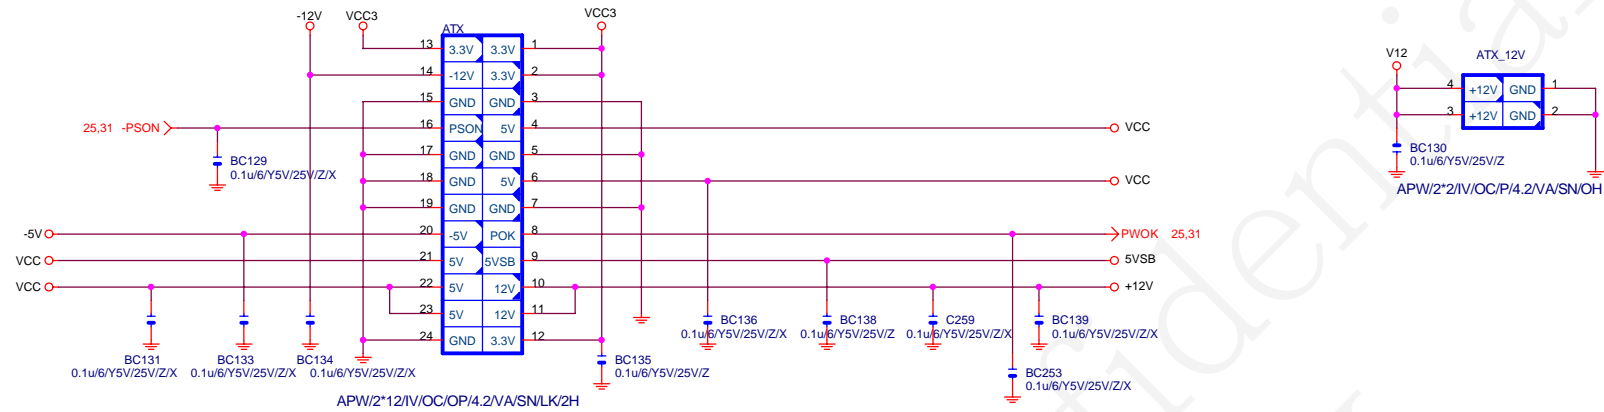 -12V
VCC3
VCC3
ATX
13 3.3V 3.3V 1
14 -12V 3.3V 2
15 GND GND 3
25,31 -PSON 16 PSON 5V 4 VCC
17 GND GND 5
18 GND 5V 6 VCC
19 GND GND 7
-5V 20 -5V POK 8 PWOK 25,31
VCC 21 5V 5VSB 9 5VSB
VCC 22 5V 12V 10 +12V
23 5V 12V 11
24 GND 3.3V 12
BC129
0.1u/6/Y5V/25V/Z/X
BC131
0.1u/6/Y5V/25V/Z/X
BC133
0.1u/6/Y5V/25V/Z/X
BC134
0.1u/6/Y5V/25V/Z/X
BC135
0.1u/6/Y5V/25V/Z
BC136
0.1u/6/Y5V/25V/Z/X
BC138
0.1u/6/Y5V/25V/Z
C259
0.1u/6/Y5V/25V/Z/X
BC139
0.1u/6/Y5V/25V/Z/X
BC253
0.1u/6/Y5V/25V/Z/X
APW/2*12/IV/OC/OP/4.2/VA/SN/LK/2H
V12
ATX_12V
4 +12V GND 1
3 +12V GND 2
BC130
0.1u/6/Y5V/25V/Z
APW/2*2/IV/OC/P/4.2/VA/SN/OH
fidentia